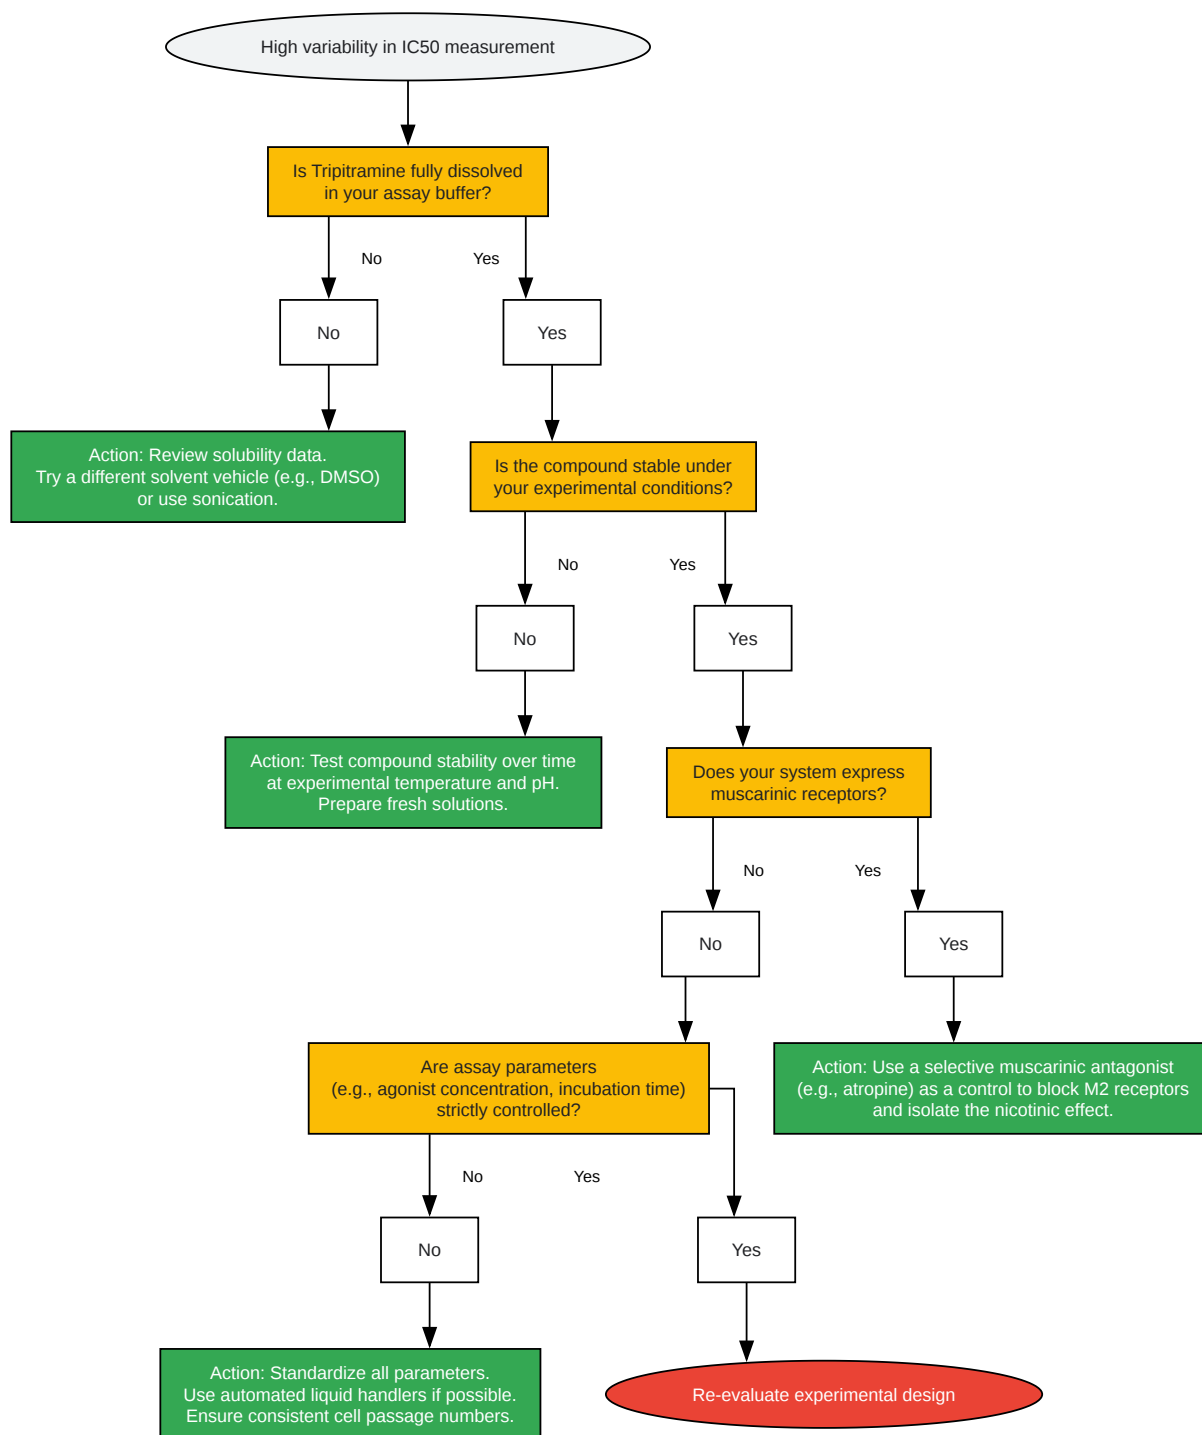 High variability in IC50 measurement
Is Tripitramine fully dissolved
in your assay buffer?
No
Yes
No
Yes
Action: Review solubility data.
Try a different solvent vehicle (e.g., DMSO)
or use sonication.
Is the compound stable under
your experimental conditions?
No
Yes
No
Yes
Action: Test compound stability over time
at experimental temperature and pH.
Prepare fresh solutions.
Does your system express
muscarinic receptors?
No
Yes
No
Yes
Are assay parameters
(e.g., agonist concentration, incubation time)
strictly controlled?
Action: Use a selective muscarinic antagonist
(e.g., atropine) as a control to block M2 receptors
and isolate the nicotinic effect.
No
Yes
No
Yes
Action: Standardize all parameters.
Use automated liquid handlers if possible.
Ensure consistent cell passage numbers.
Re-evaluate experimental design